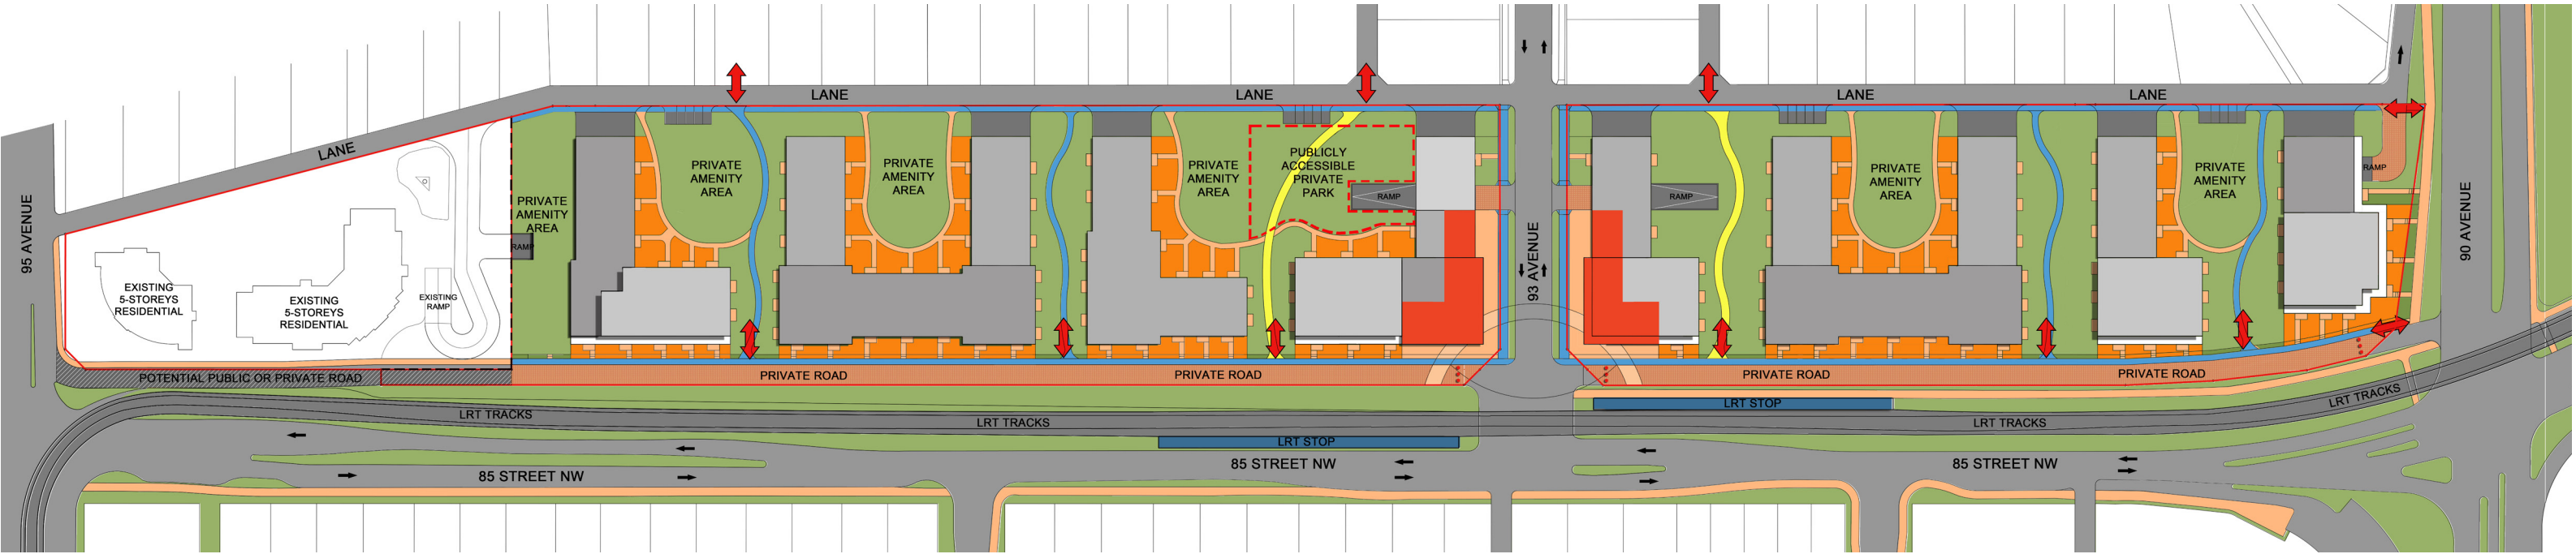 LANE
LANE
LANE
LANE
LANE
PUBLICLY
ACCESSIBLE
PRIVATE
PARK
PRIVATE
AMENITY
AREA
PRIVATE
AMENITY
AREA
PRIVATE
AMENITY
AREA
PRIVATE
AMENITY
AREA
PRIVATE
AMENITY
AREA
PRIVATE
AMENITY
AREA
RAMP
RAMP
RAMP
RAMP
95 AVENUE
93 AVENUE
90 AVENUE
EXISTING
5-STOREYS
RESIDENTIAL
EXISTING
5-STOREYS
RESIDENTIAL
EXISTING
RAMP
POTENTIAL PUBLIC OR PRIVATE ROAD
PRIVATE ROAD
PRIVATE ROAD
PRIVATE ROAD
PRIVATE ROAD
LRT TRACKS
LRT TRACKS
LRT TRACKS
LRT TRACKS
LRT STOP
LRT STOP
85 STREET NW
85 STREET NW
85 STREET NW